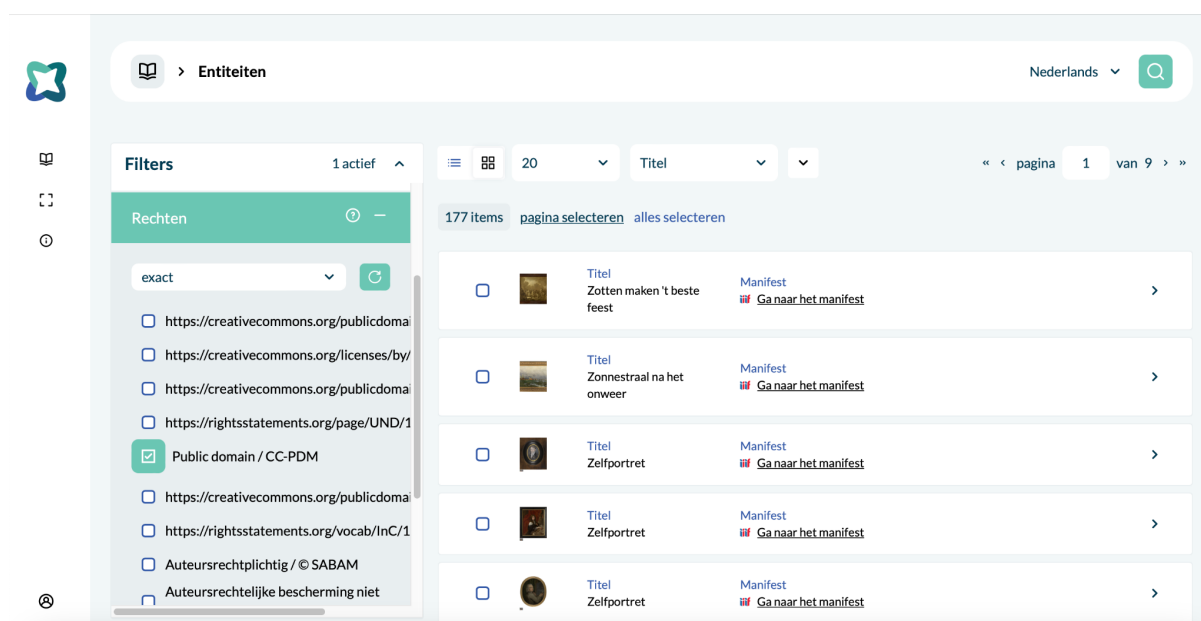 Entiteiten
Nederlands
Filters
1 actief
Rechten
exact
https://creativecommons.org/publicdomai
https://creativecommons.org/licenses/by/
https://creativecommons.org/publicdomai
https://rightsstatements.org/page/UND/1
Public domain / CC-PDM
https://creativecommons.org/publicdomai
https://rightsstatements.org/vocab/InC/1
Auteursrechtplichtig / © SABAM
Auteursrechtelijke bescherming niet
20
Titel
« ‹ pagina 1 van 9 › »
177 items pagina selecteren alles selecteren
Titel
Zotten maken 't beste
feest
Manifest
Ga naar het manifest
Titel
Zonnestraal na het
onweer
Manifest
Ga naar het manifest
Titel
Zelfportret
Manifest
Ga naar het manifest
Titel
Zelfportret
Manifest
Ga naar het manifest
Titel
Zelfportret
Manifest
Ga naar het manifest